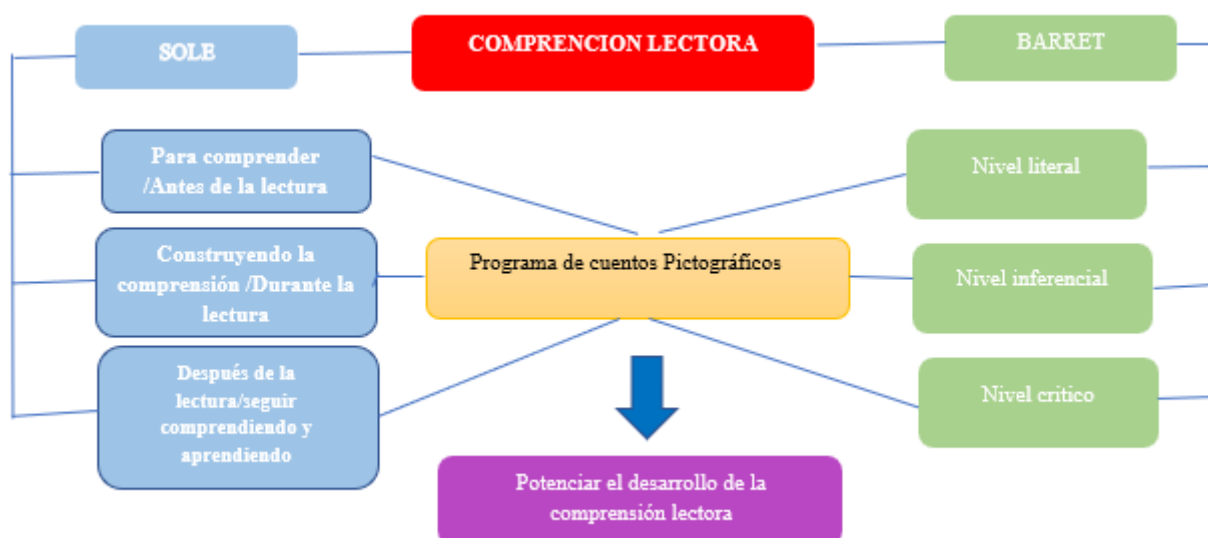 SOLE
COMPRENCION LECTORA
BARRET
Para comprender
/Antes de la lectura
Nivel literal
Construyendo la
comprensión /Durante la
lectura
Programa de cuentos Pictográficos
Nivel inferencial
Después de la
lectura/seguir
comprendiendo y
aprendiendo
Nivel critico
Potenciar el desarrollo de la
comprensión lectora